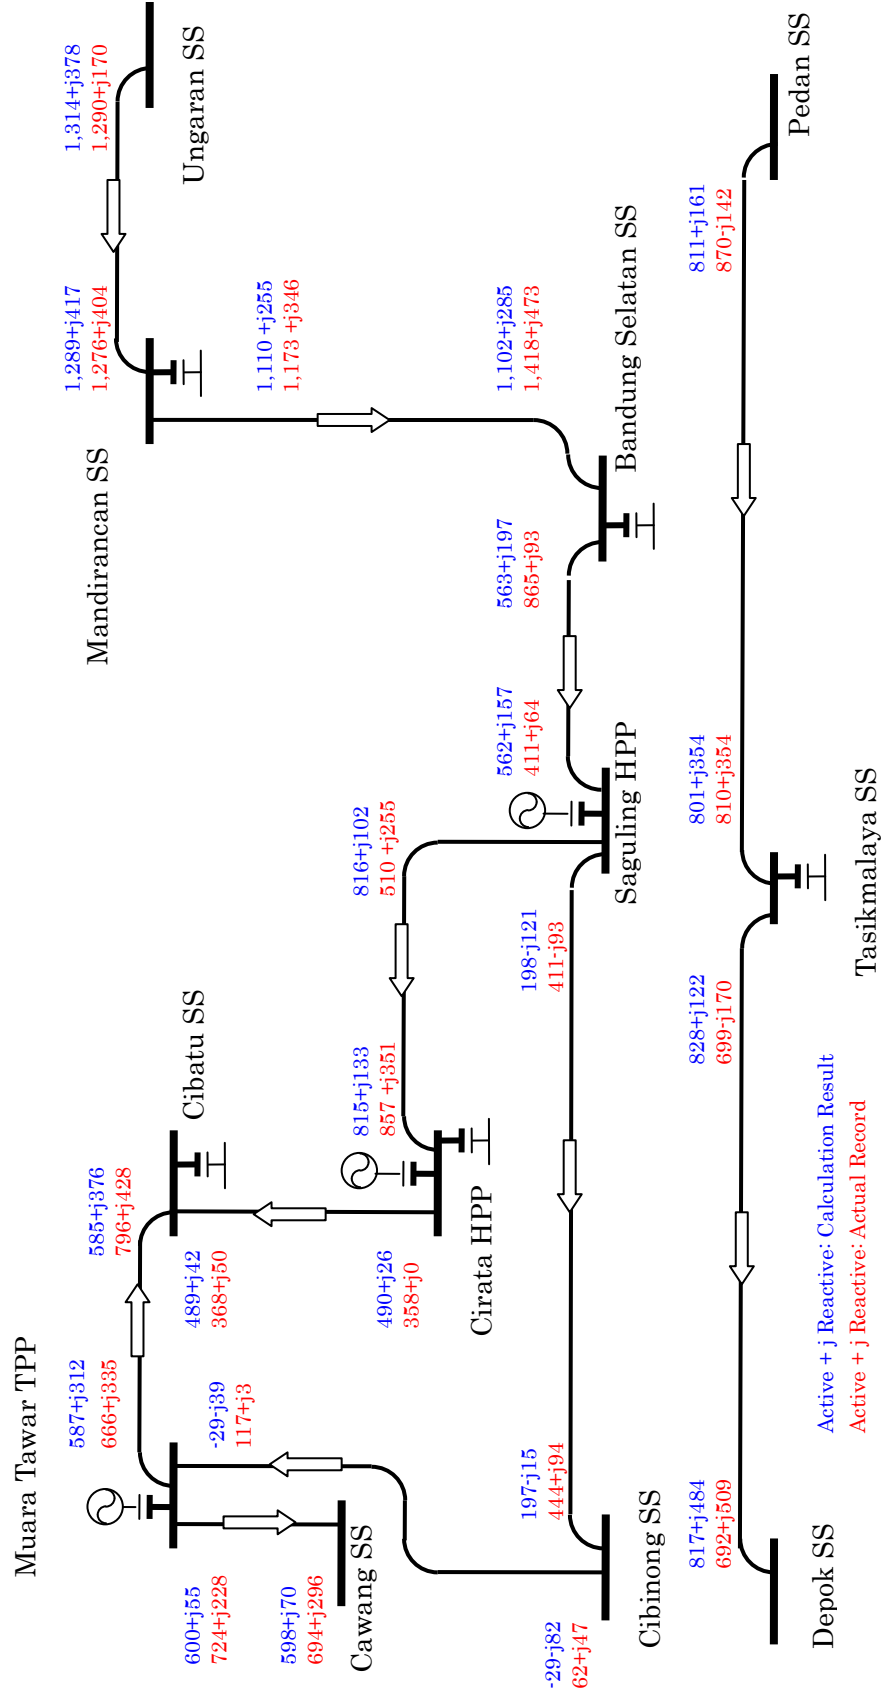 Muara Tawar TPP
600+j55
724+j228
598+j70
694+j296
Cawang SS
587+j312
666+j335
-29-j39
117+j3
585+j376
796+j428
Cibatu SS
489+j42
368+j50
490+j26
358+j0
Cirata HPP
815+j133
857 +j351
816+j102
510 +j255
Mandirancan SS
1,289+j417
1,276+j404
1,314+j378
1,290+j170
Ungaran SS
1,110 +j255
1,173 +j346
1,102+j285
1,418+j473
Bandung Selatan SS
563+j197
865+j93
562+j157
411+j64
Saguling HPP
198-j121
411-j93
197-j15
444+j94
-29-j82
62+j47
Cibinong SS
817+j484
692+j509
Depok SS
828+j122
699-j170
801+j354
810+j354
Tasikmalaya SS
811+j161
870-j142
Pedan SS
Active + j Reactive: Calculation Result
Active + j Reactive: Actual Record